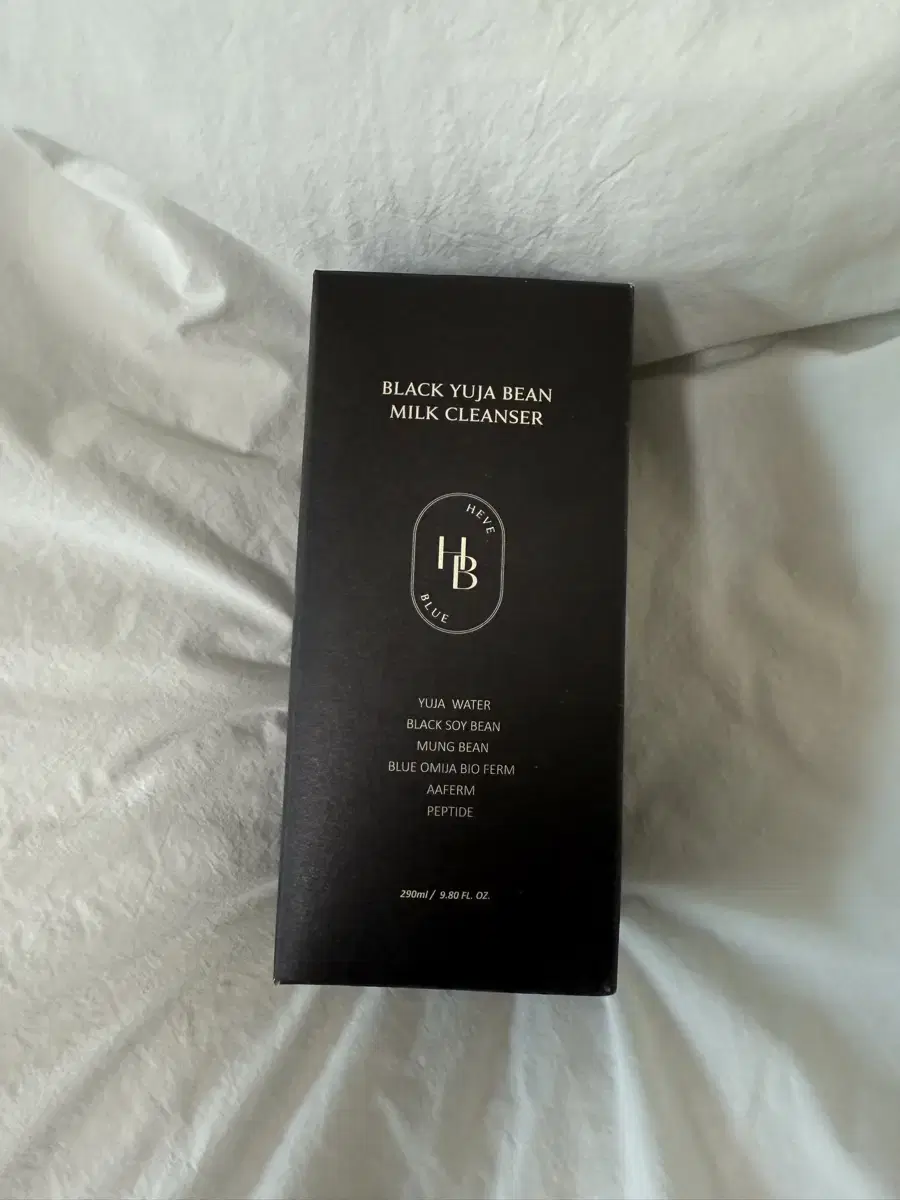 BLACK YUJA BEAN
MILK CLEANSER
HEVE
HB
BLUE
YUJA WATER
BLACK SOY BEAN
MUNG BEAN
BLUE OMIJA BIO FERM
AAFERM
PEPTIDE
290ml / 9.80 FL. OZ.